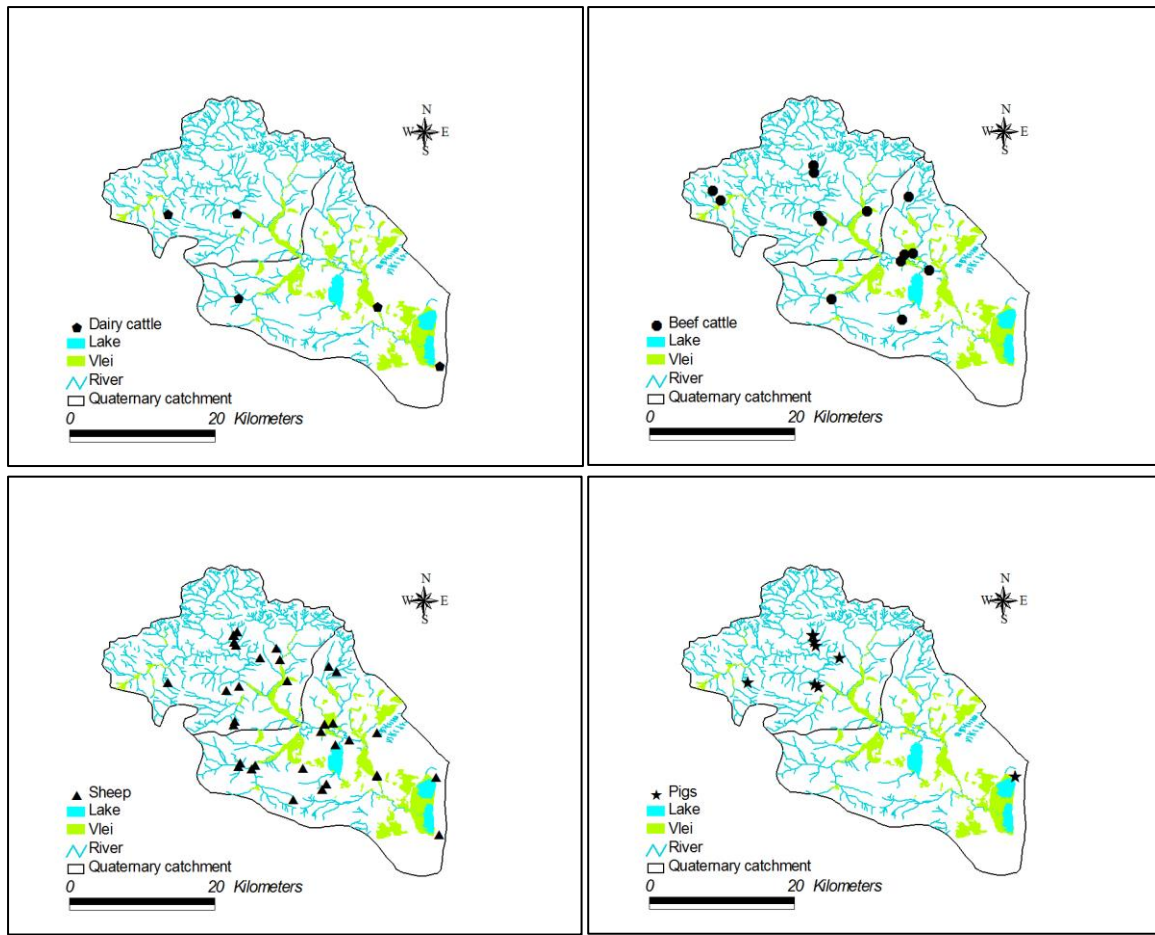 N
W E
S
Dairy cattle
Lake
Vlei
River
Quaternary catchment
0 20 Kilometers
N
W E
S
Beef cattle
Lake
Vlei
River
Quaternary catchment
0 20 Kilometers
N
W E
S
Sheep
Lake
Vlei
River
Quaternary catchment
0 20 Kilometers
N
W E
S
Pigs
Lake
Vlei
River
Quaternary catchment
0 20 Kilometers